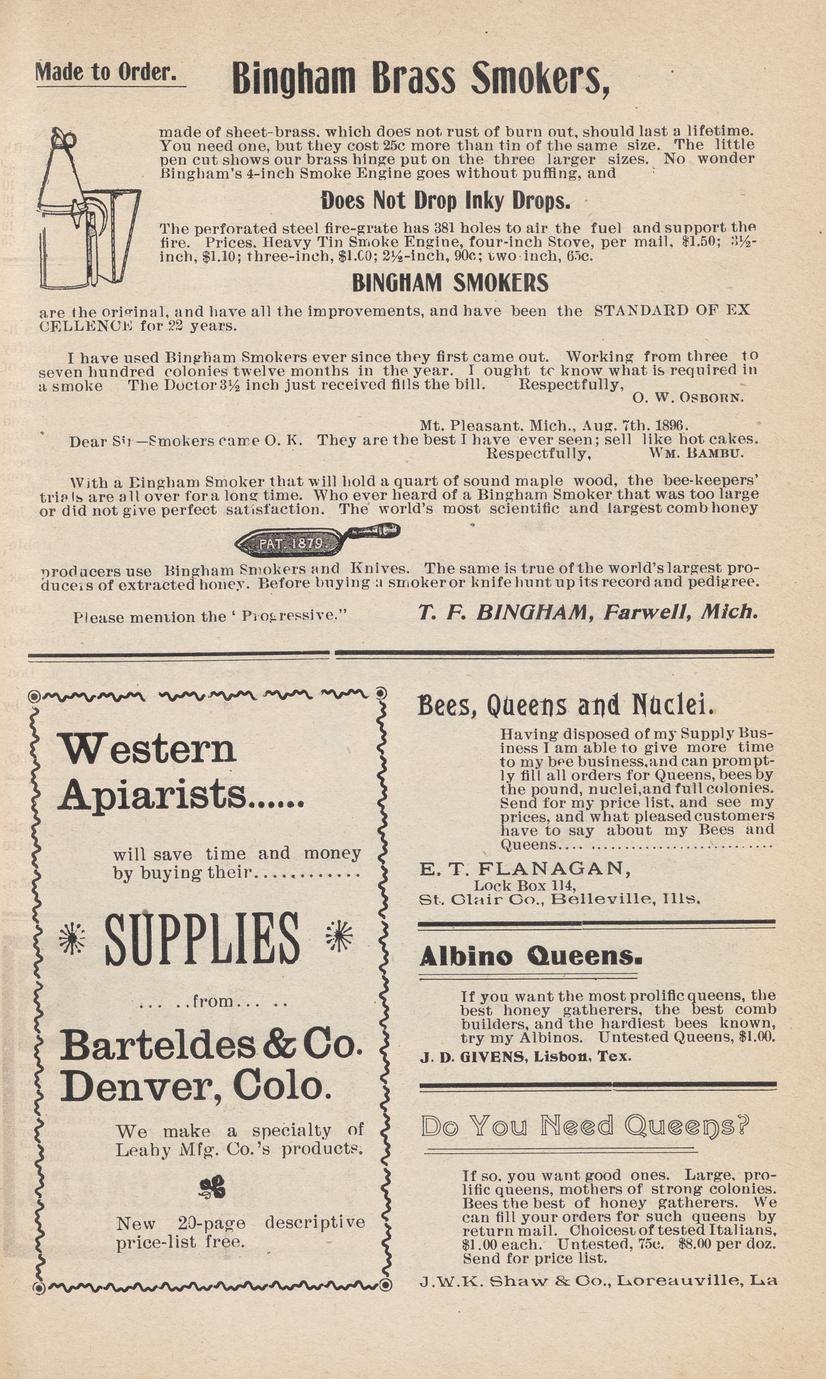 Made to Order. Bingham Brass Smokers,
made of sheet-brass. which does not rust of burn out, should last a lifetime.
You need one, but they cost 25c more than tin of the same size. The little
pen cut shows our brass hinge put on the three larger sizes. No wonder
Bingham's 4-inch Smoke Engine goes without puffing, and
Does Not Drop Inky Drops.
The perforated steel fire-grate has 381 holes to air the fuel and support the
fire. Prices. Heavy Tin Smoke Engine, four-inch Stove, per mail, $1.50; 3½-
inch, $1.10; three-inch, $1.00; 2½-inch, 90c; two inch, 65c.
BINGHAM SMOKERS
are the original, and have all the improvements, and have been the STANDARD OF EX
CELLENCE for 22 years.
I have used Bingham Smokers ever since they first came out. Working from three to
seven hundred colonies twelve months in the year. I ought to know what is required in
a smoke The Doctor 3½ inch just received fills the bill. Respectfully,
O. W. OSBORN.
Mt. Pleasant. Mich., Aug. 7th. 1896.
Dear Sir—Smokers came O. K. They are the best I have ever seen; sell like hot cakes.
Respectfully, WM. BAMBU.
With a Bingham Smoker that will hold a quart of sound maple wood, the bee-keepers'
trials are all over for a long time. Who ever heard of a Bingham Smoker that was too large
or did not give perfect satisfaction. The world's most scientific and largest comb honey
PAT. 1879.
producers use Bingham Smokers and Knives. The same is true of the world's largest pro-
ducers of extracted honey. Before buying a smoker or knife hunt up its record and pedigree.
Please mention the ‘ Progressive.” T. F. BINGHAM, Farwell, Mich.
Western
Apiarists......
will save time and money
by buying their............
SUPPLIES
... ..from... ..
Barteldes & Co.
Denver, Colo.
We make a specialty of
Leahy Mfg. Co.'s products.
New 20-page descriptive
price-list free.
Bees, Queens and Nuclei.
Having disposed of my Supply Bus-
iness I am able to give more time
to my bee business,and can prompt-
ly fill all orders for Queens, bees by
the pound, nuclei,and full colonies.
Send for my price list, and see my
prices, and what pleased customers
have to say about my Bees and
Queens.... ............................
E. T. FLANAGAN,
Lock Box 114,
St. Clair Co., Belleville, Ills.
Albino Queens.
If you want the most prolific queens, the
best honey gatherers, the best comb
builders, and the hardiest bees known,
try my Albinos. Untested Queens, $1.00.
J. D. GIVENS, Lisbon, Tex.
Do You Need Queens?
If so. you want good ones. Large, pro-
lific queens, mothers of strong colonies.
Bees the best of honey gatherers. We
can fill your orders for such queens by
return mail. Choicest of tested Italians,
$1.00 each. Untested, 75c. $8.00 per doz.
Send for price list.
J.W.K. Shaw & Co., Loreauville, La